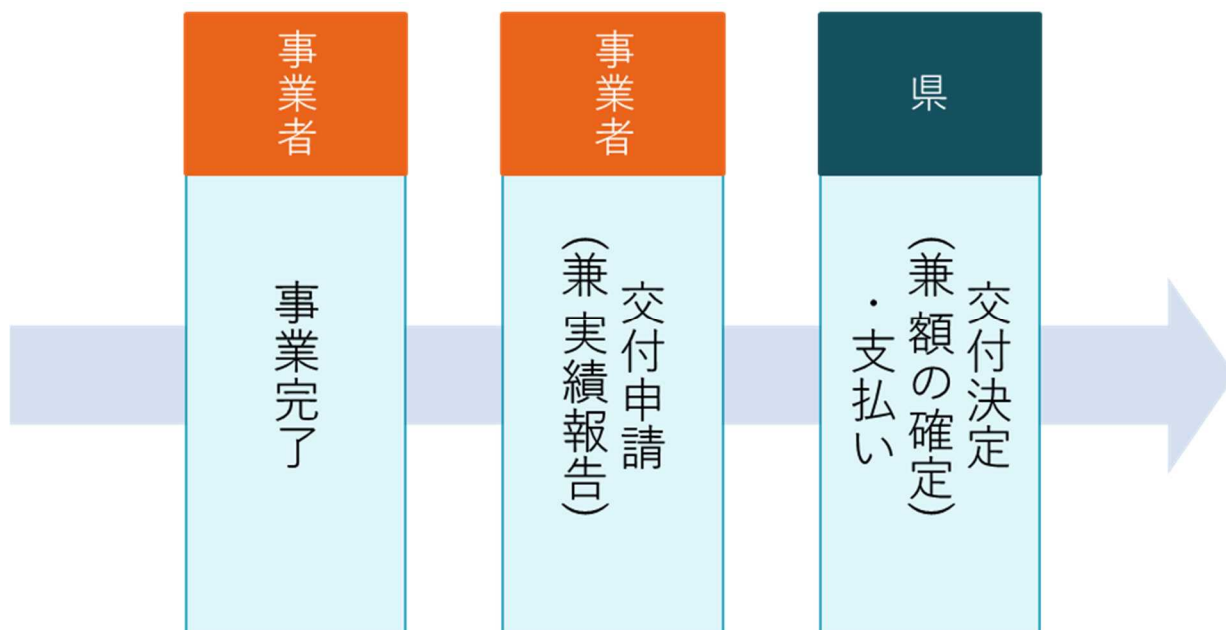 事業者
事業完了
事業者
交付申請
(兼 実績報告)
県
交付決定
(兼 額の確定)
・支払い